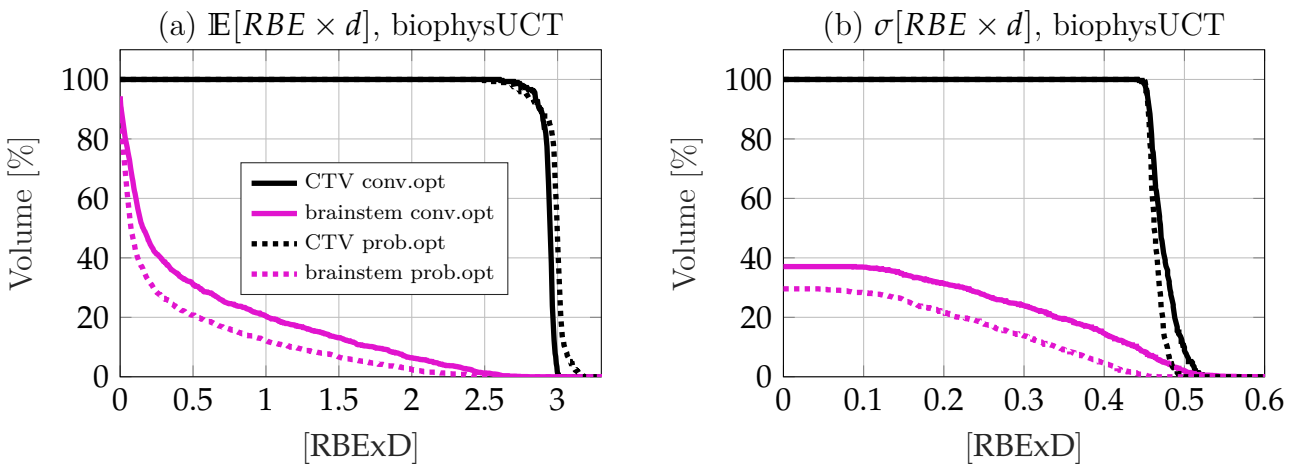 (a) 𝔼[RBE × d], biophysUCT
100
80
60
40
20
0
Volume [%]
CTV conv.opt
brainstem conv.opt
CTV prob.opt
brainstem prob.opt
0 0.5 1 1.5 2 2.5 3
[RBExD]
(b) σ[RBE × d], biophysUCT
100
80
60
40
20
0
Volume [%]
0 0.1 0.2 0.3 0.4 0.5 0.6
[RBExD]